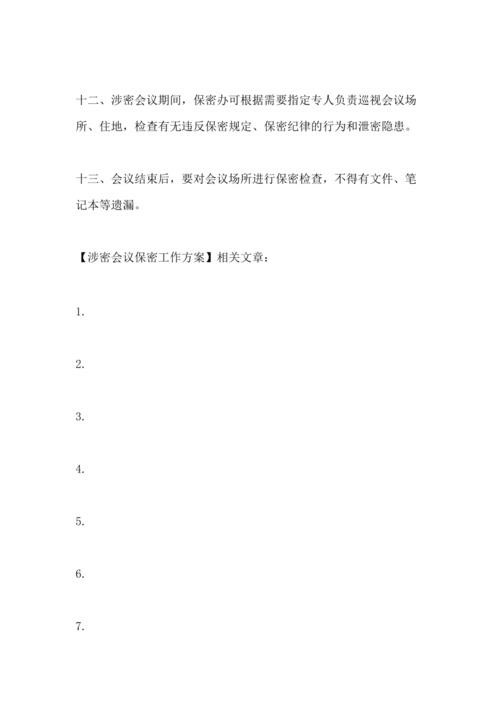 十二、涉密会议期间，保密办可根据需要指定专人负责巡视会议场
所、住地，检查有无违反保密规定、保密纪律的行为和泄密隐患。
十三、会议结束后，要对会议场所进行保密检查，不得有文件、笔
记本等遗漏。
【涉密会议保密工作方案】相关文章：
1.
2.
3.
4.
5.
6.
7.